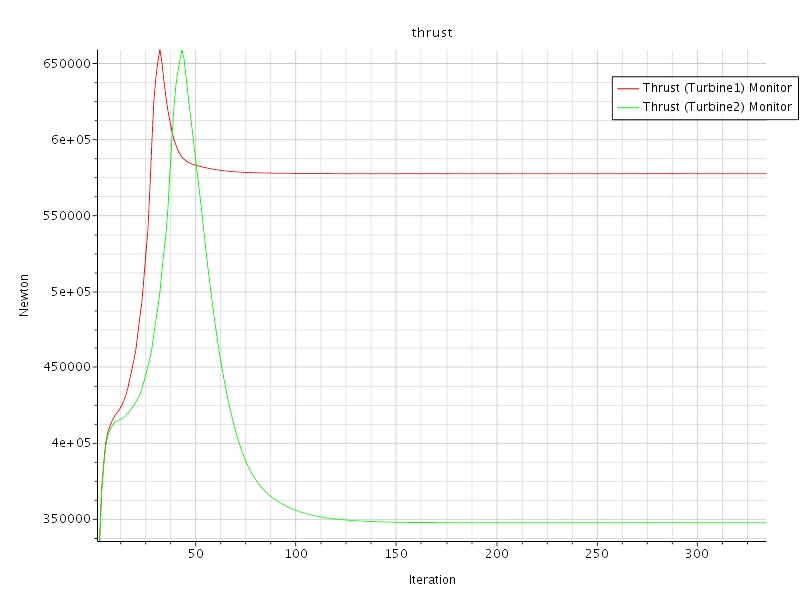 thrust
650000
6e+05
550000
5e+05
450000
4e+05
350000
Newton
Thrust (Turbine1) Monitor
Thrust (Turbine2) Monitor
50
100
150
200
250
300
Iteration